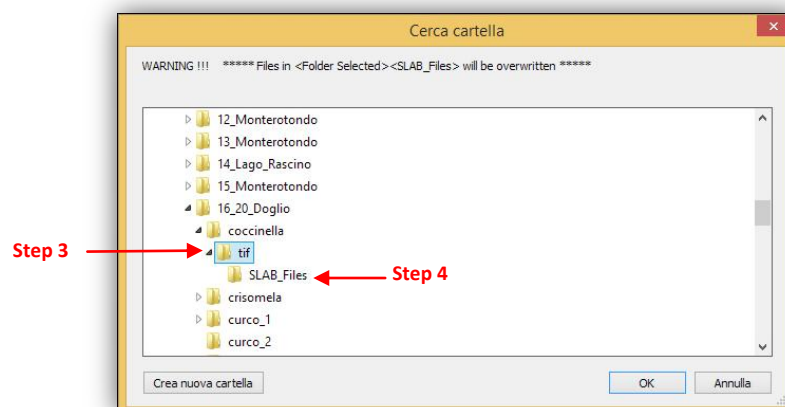 Cerca cartella
WARNING !!! ***** Files in <Folder Selected><SLAB_Files> will be overwritten *****
12_Monterotondo
13_Monterotondo
14_Lago_Rascino
15_Monterotondo
16_20_Doglio
coccinella
Step 3 tif
SLAB_Files Step 4
crisomela
curco_1
curco_2
Crea nuova cartella OK Annulla